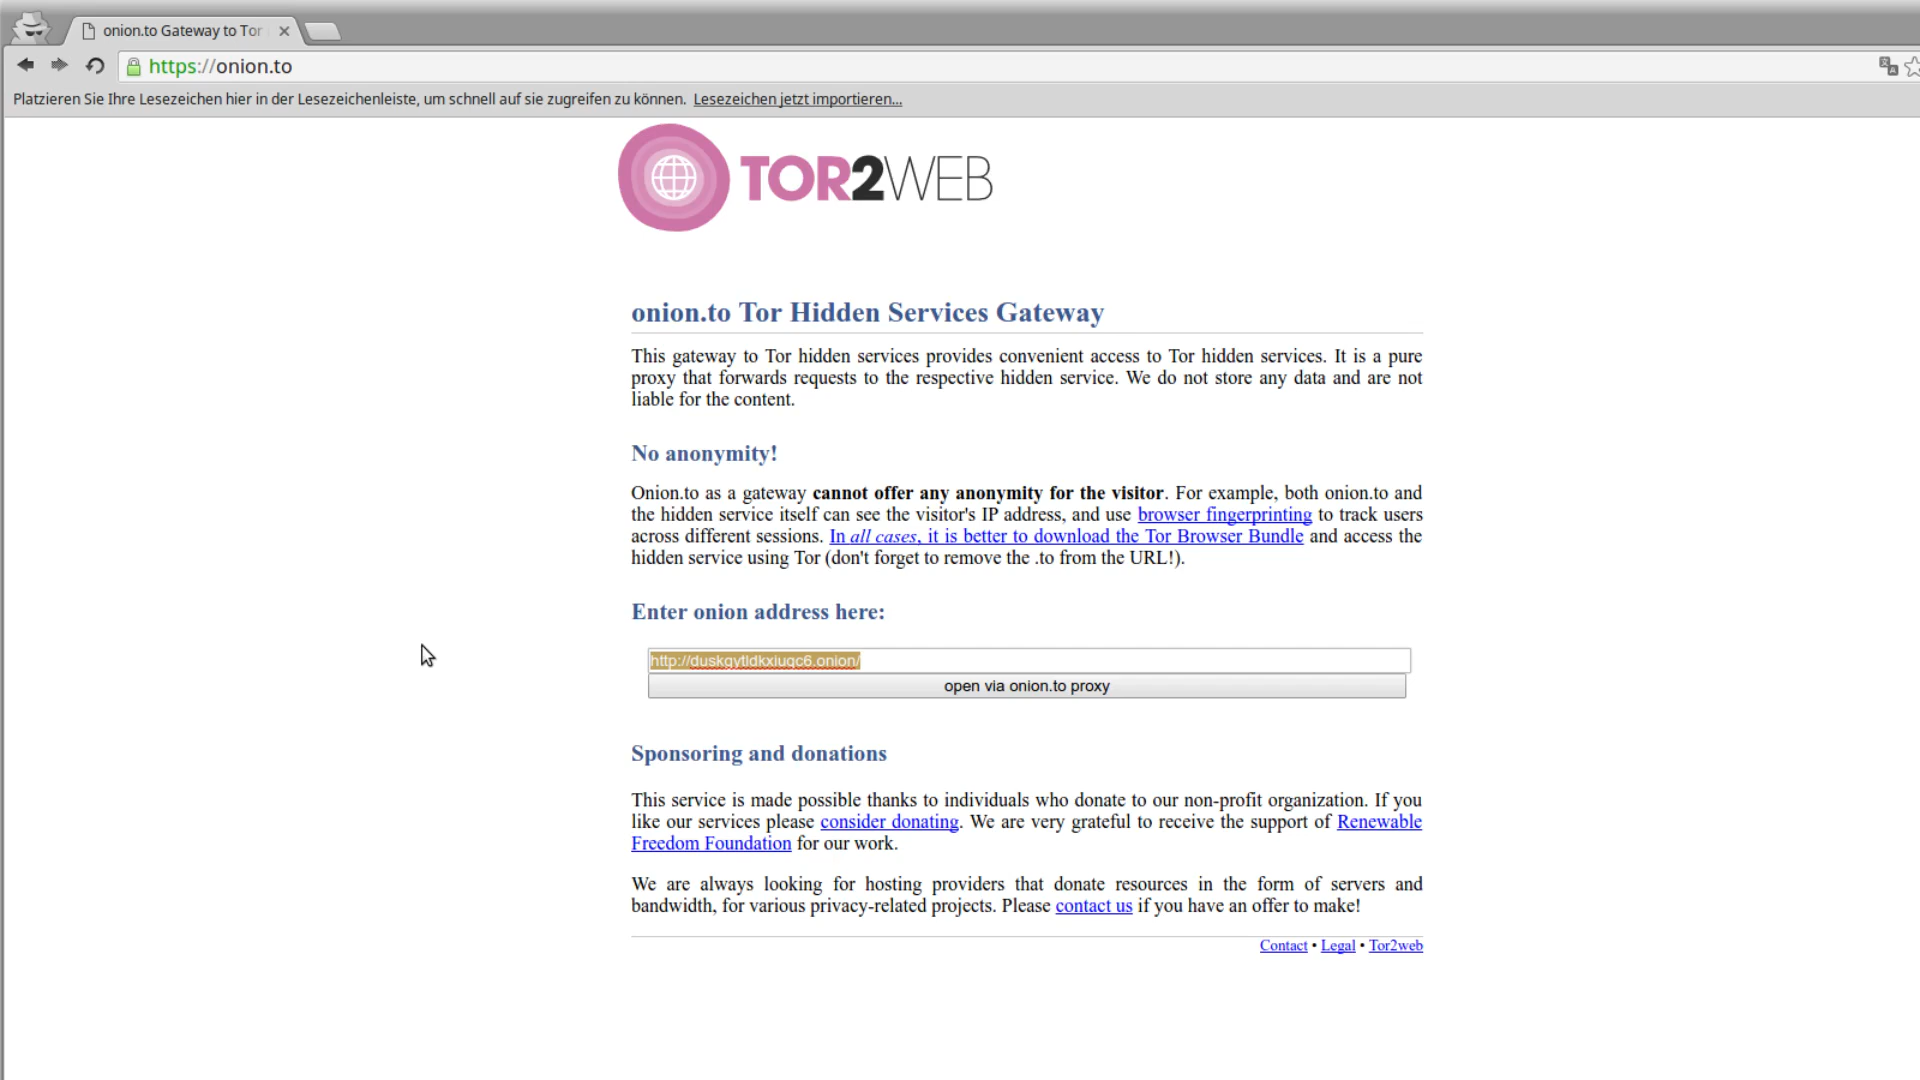 onion.to Gateway to Tor
https://onion.to
Platzieren Sie Ihre Lesezeichen hier in der Lesezeichenleiste, um schnell auf sie zugreifen zu können. Lesezeichen jetzt importieren...
TOR2WEB
onion.to Tor Hidden Services Gateway
This gateway to Tor hidden services provides convenient access to Tor hidden services. It is a pure
proxy that forwards requests to the respective hidden service. We do not store any data and are not
liable for the content.
No anonymity!
Onion.to as a gateway cannot offer any anonymity for the visitor. For example, both onion.to and
the hidden service itself can see the visitor's IP address, and use browser fingerprinting to track users
across different sessions. In all cases, it is better to download the Tor Browser Bundle and access the
hidden service using Tor (don't forget to remove the .to from the URL!).
Enter onion address here:
http://duskgytldkxiuqc6.onion/
open via onion.to proxy
Sponsoring and donations
This service is made possible thanks to individuals who donate to our non-profit organization. If you
like our services please consider donating. We are very grateful to receive the support of Renewable
Freedom Foundation for our work.
We are always looking for hosting providers that donate resources in the form of servers and
bandwidth, for various privacy-related projects. Please contact us if you have an offer to make!
Contact • Legal • Tor2web